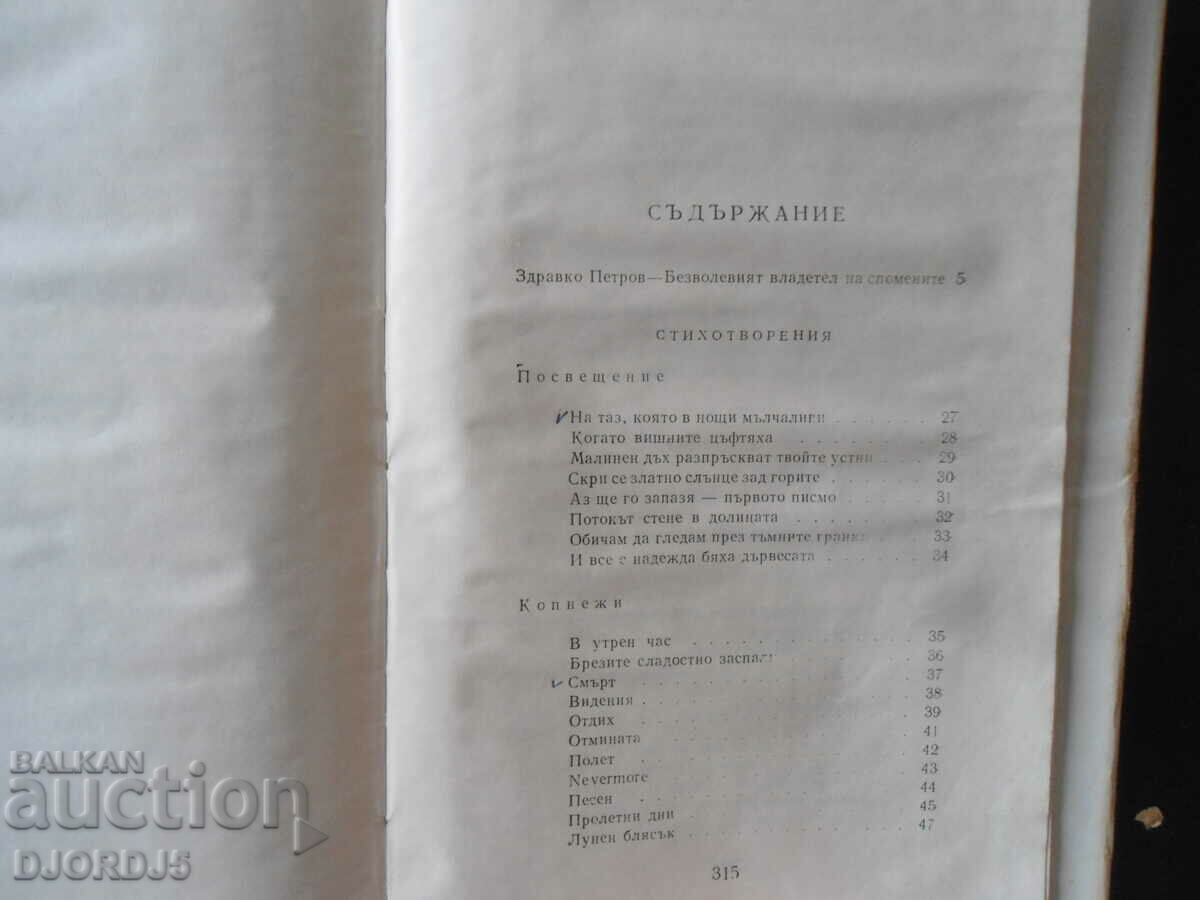 СЪДЪРЖАНИЕ
Здравко Петров—Безволевият владетел на спомените 5
СТИХОТВОРЕНИЯ
Посвещение
На таз, която в нощи мълчаливи . . . . . . 27
Когато вишните цъфтяха . . . . . . . 28
Малинен дъх разпръскват твойте устни . . . 29
Скри се златно слънце зад горите . . . . . 30
Аз ще го запазя — първото писмо . . . . . 31
Потокът стене в долината . . . . . . . 32
Обичам да гледам през тъмните гранки . . . 33
И все с надежда бяха дървесата . . . . . . 34
Копнежи
В утрен час . . . . . . . . . . . . 35
Брезите сладостно заспали . . . . . . . 36
Смърт . . . . . . . . . . . . . 37
Видения . . . . . . . . . . . . . 38
Отдих . . . . . . . . . . . . . 39
Отмината . . . . . . . . . . . . 41
Полет . . . . . . . . . . . . . 42
Nevermore . . . . . . . . . . . . 43
Песен . . . . . . . . . . . . . 44
Пролетни дни . . . . . . . . . . . 45
Лунен блясък . . . . . . . . . . . 47
315
BALKAN
auction
DJORDJ5